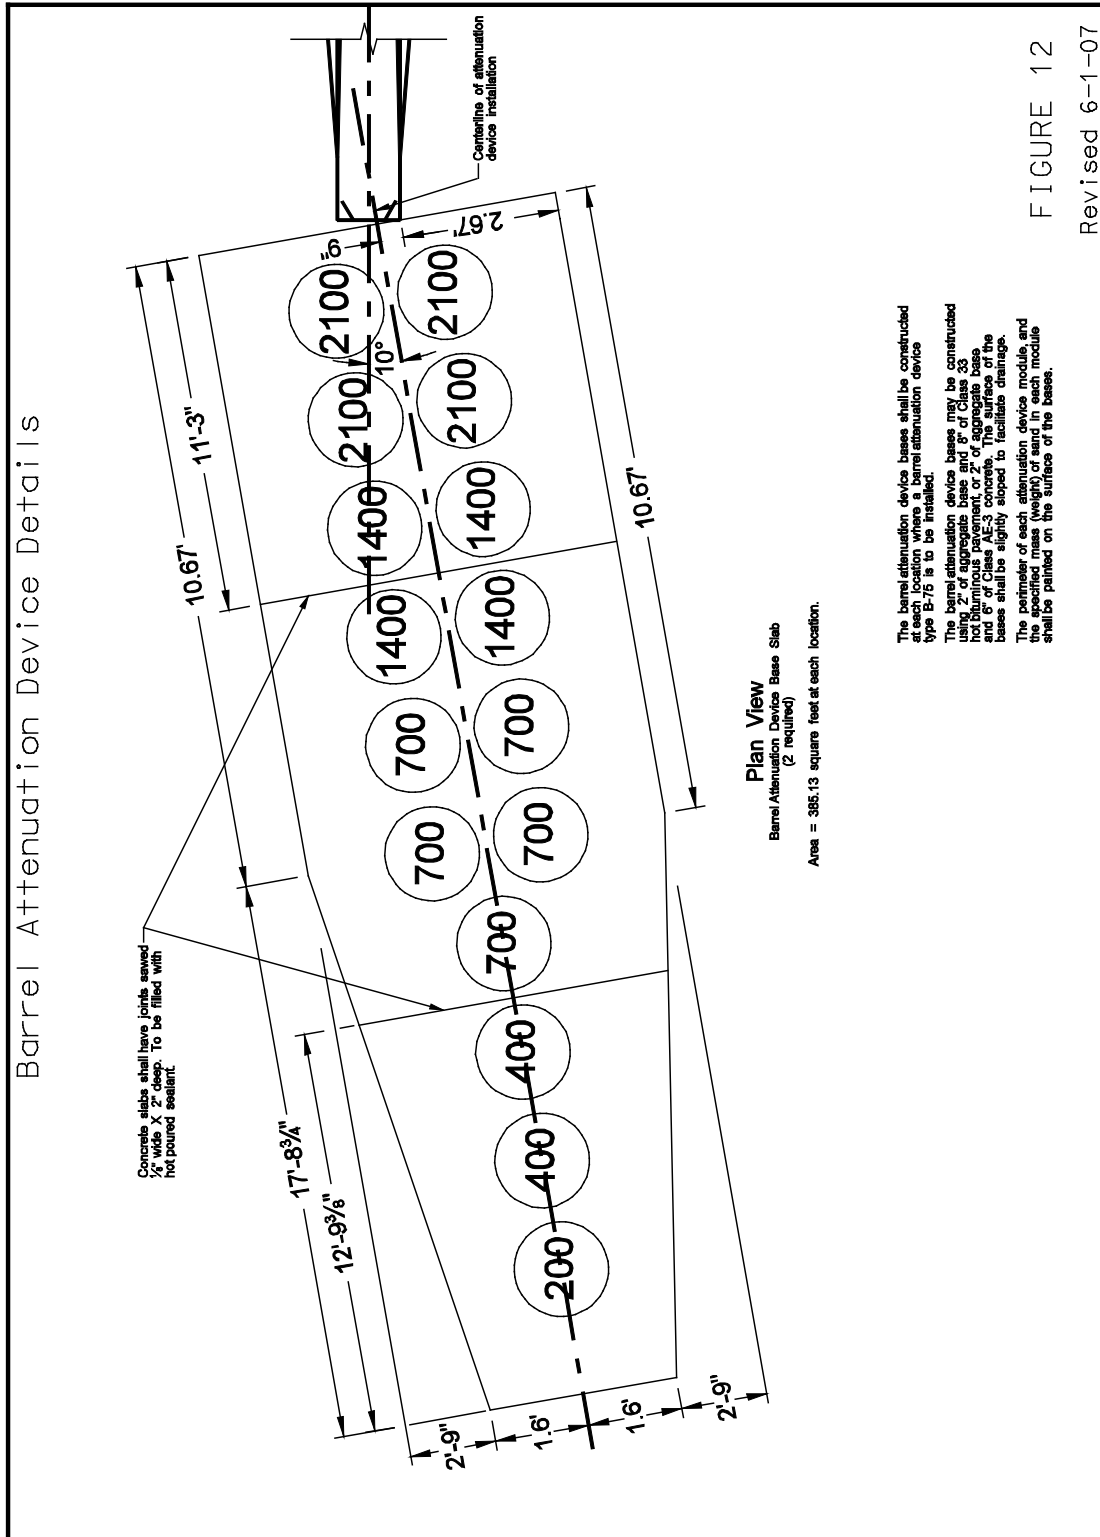 Barrel Attenuation Device Details
Concrete slabs shall have joints sawed
⅛" wide X 2" deep. To be filled with
hot poured sealant.
17'-8¾"
12'-9⅜"
10.67'
11'-3"
2'-9"
1.6'
1.6'
2'-9"
200
400
400
700
700
700
1400
1400
2100
2100
700
700
1400
1400
2100
2100
10°
9"
2.67'
10.67'
Centerline of attenuation
device installation
Plan View
Barrel Attenuation Device Base Slab
(2 required)
Area = 385.13 square feet at each location.
The barrel attenuation device bases shall be constructed
at each location where a barrel attenuation device
type B-75 is to be installed.
The barrel attenuation device bases may be constructed
using 2" of aggregate base and 8" of Class 33
hot bituminous pavement, or 2" of aggregate base
and 6" of Class AE-3 concrete. The surface of the
bases shall be slightly sloped to facilitate drainage.
The perimeter of each attenuation device module, and
the specified mass (weight) of sand in each module
shall be painted on the surface of the bases.
FIGURE 12
Revised 6-1-07